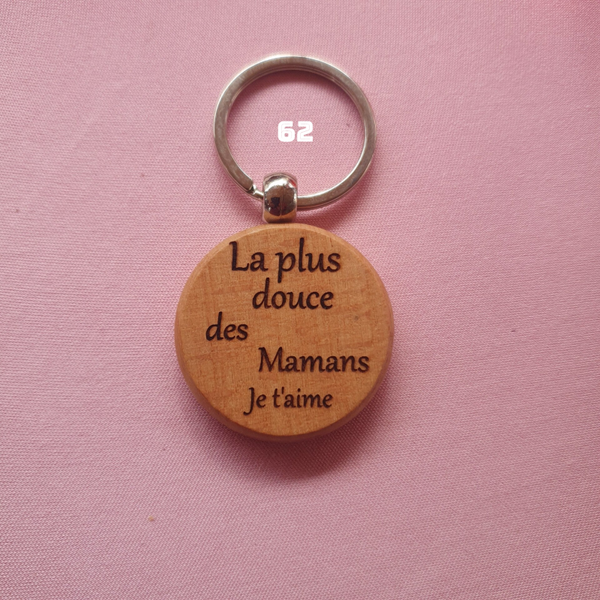 62
La plus
douce
des
Mamans
Je t'aime